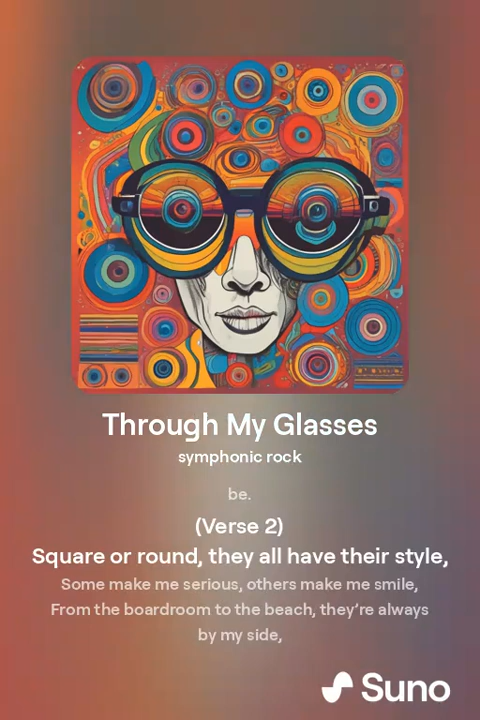 Through My Glasses
symphonic rock
be.
(Verse 2)
Square or round, they all have their style,
Some make me serious, others make me smile,
From the boardroom to the beach, they're always
by my side,
Suno